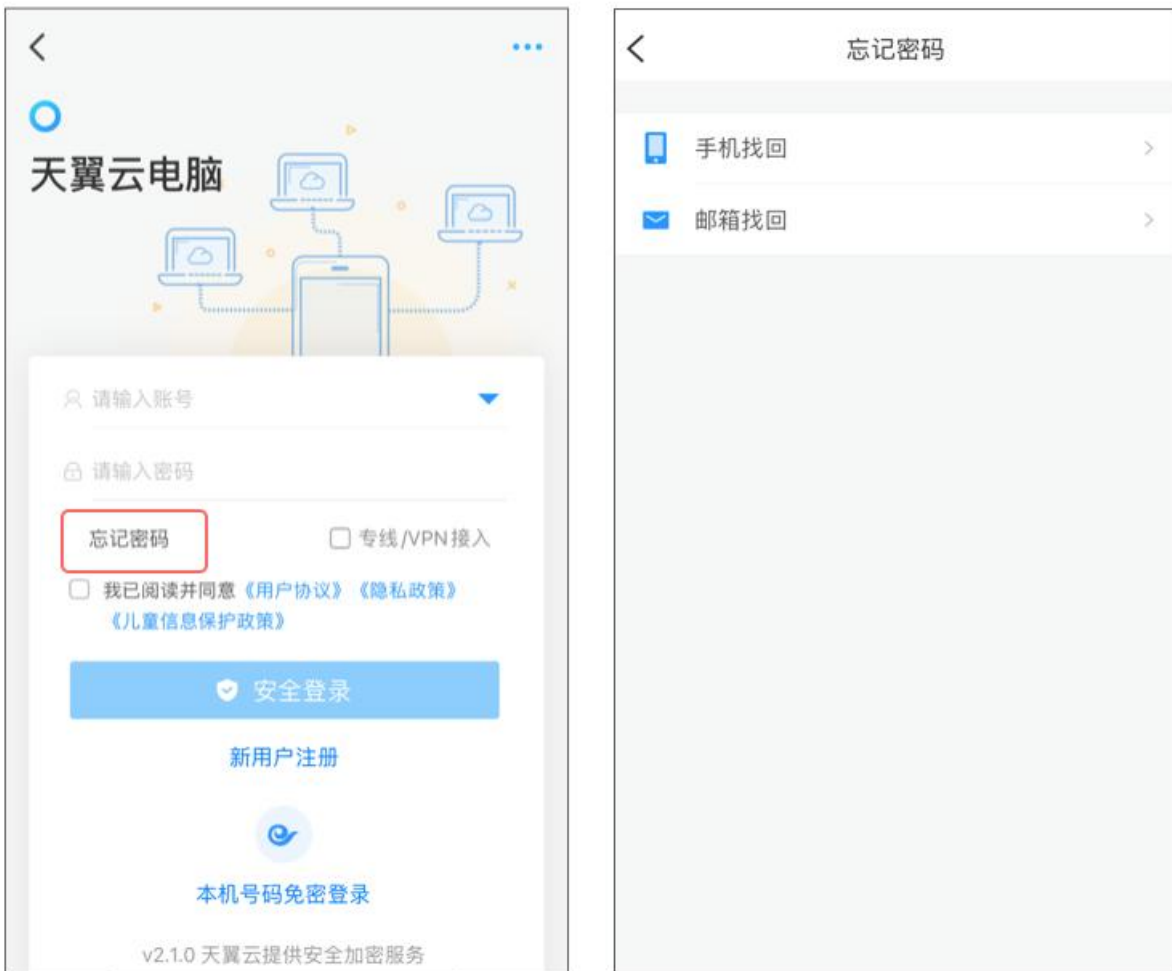 天翼云电脑
请输入账号
请输入密码
忘记密码 专线/VPN接入
我已阅读并同意《用户协议》《隐私政策》
《儿童信息保护政策》
安全登录
新用户注册
本机号码免密登录
v2.1.0 天翼云提供安全加密服务
忘记密码
手机找回
邮箱找回